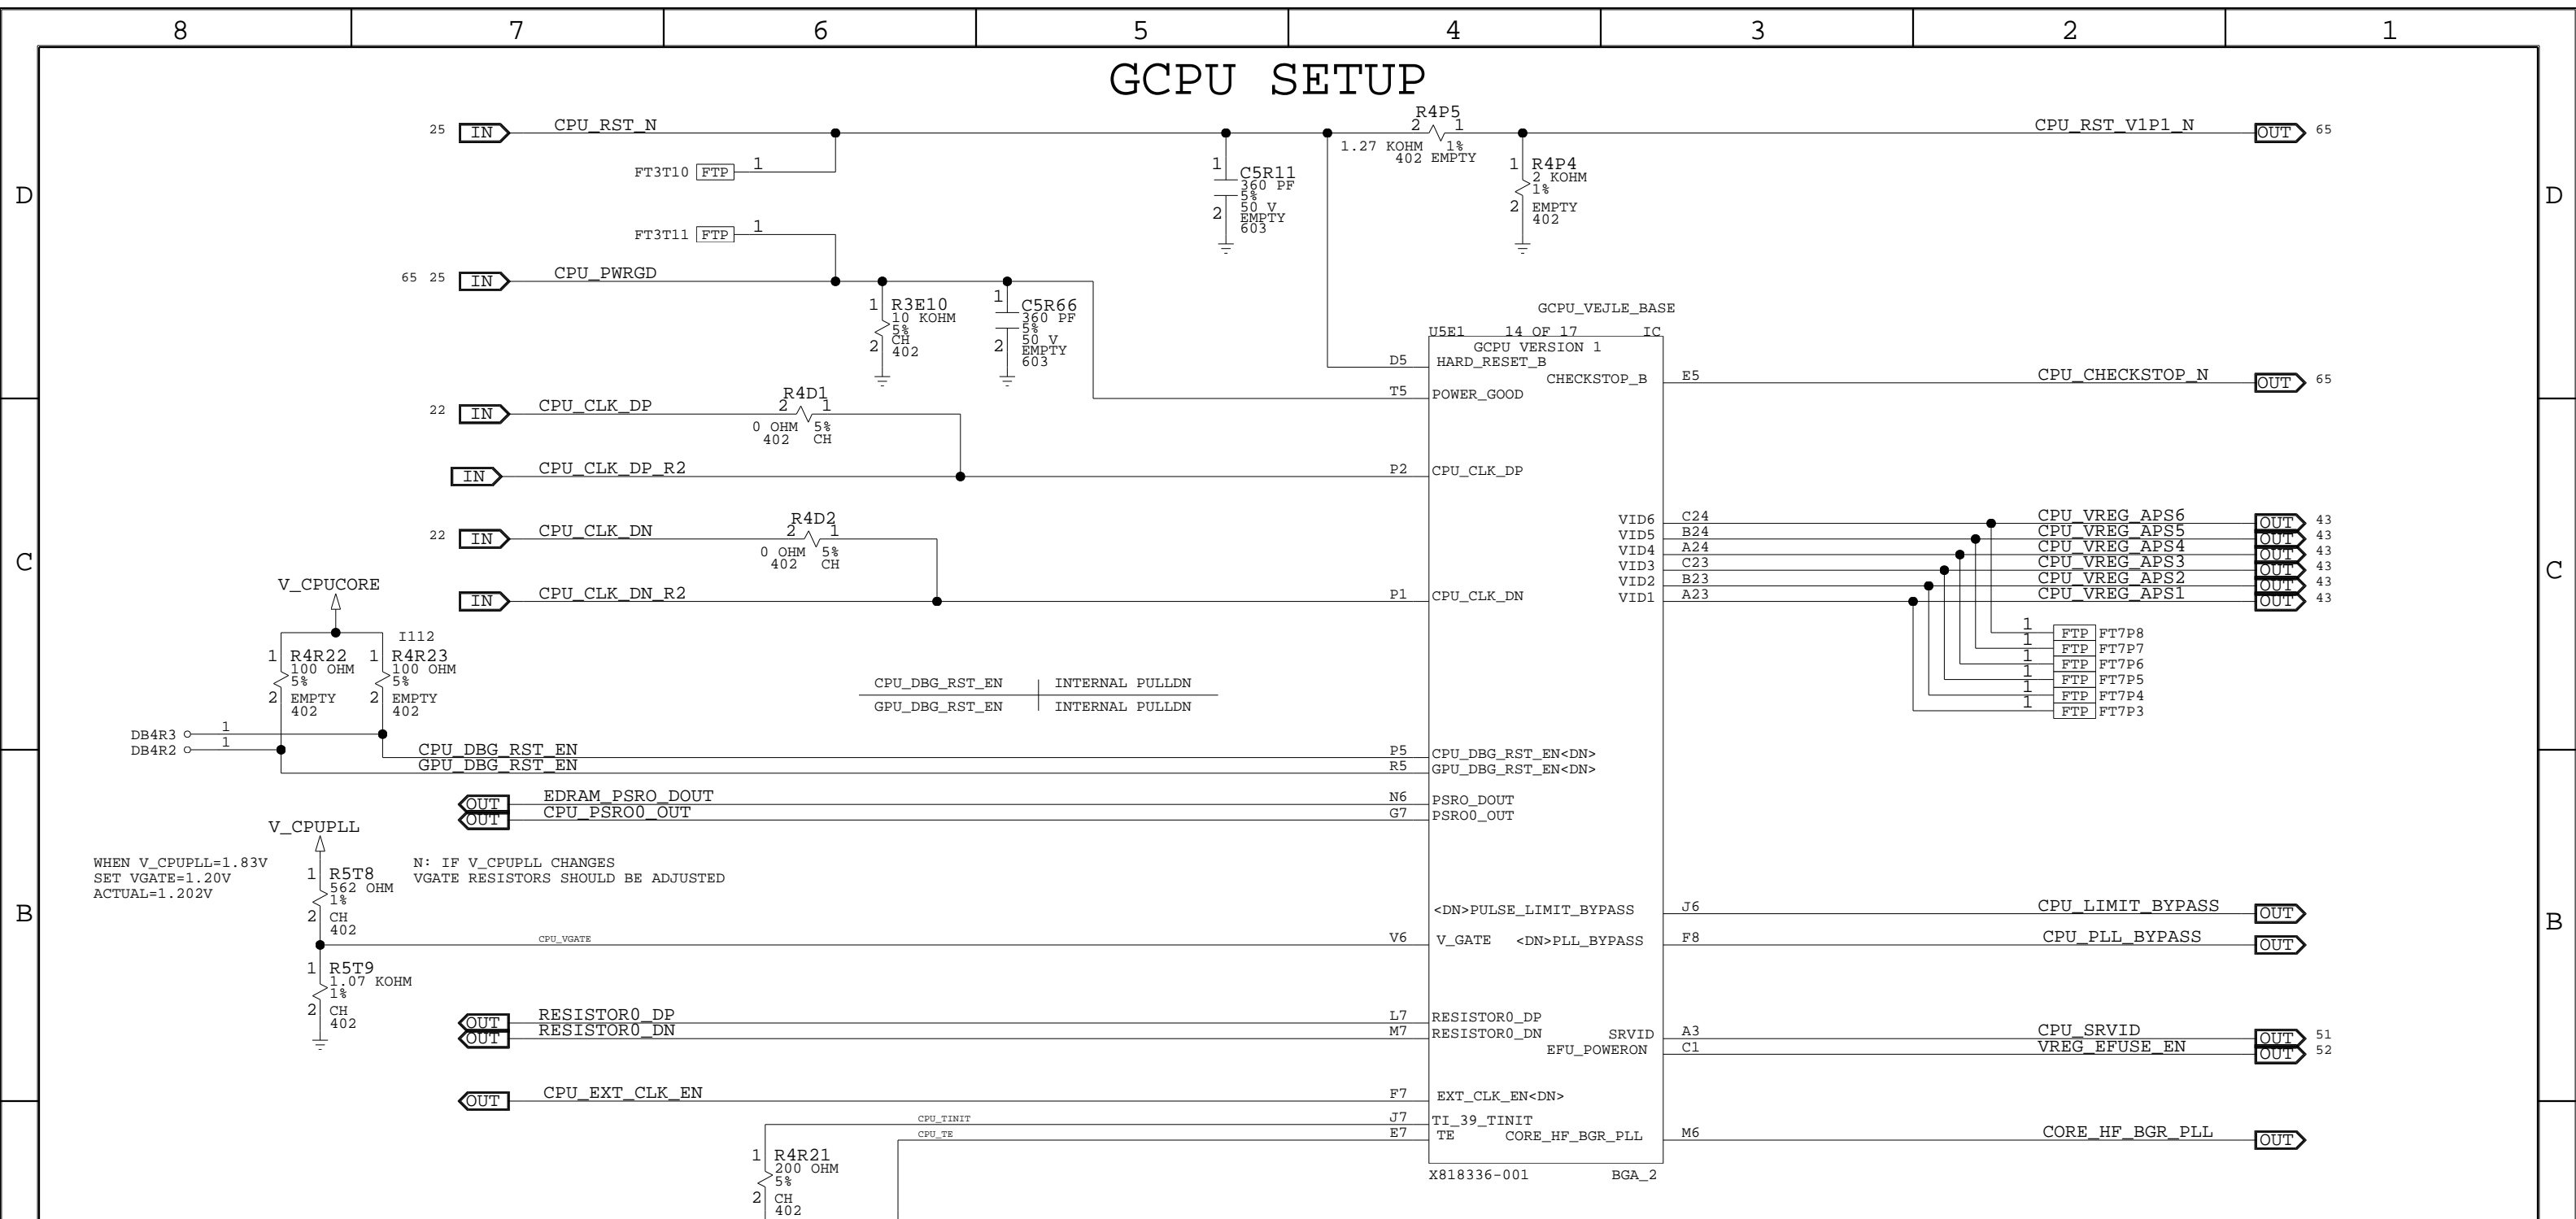 8 7 6 5 4 3 2 1
GCPU SETUP
D
D
25 IN CPU_RST_N
FT3T10 FTP 1
R4P5
2 1
1.27 KOHM 1%
402 EMPTY
CPU_RST_V1P1_N OUT 65
1 C5R11
360 PF
5%
50 V
2 EMPTY
603
1 R4P4
2 KOHM
1%
2 EMPTY
402
FT3T11 FTP 1
65 25 IN CPU_PWRGD
1 R3E10
10 KOHM
5%
CH
2 402
1 C5R66
360 PF
5%
50 V
2 EMPTY
603
GCPU_VEJLE_BASE
U5E1 14 OF 17 IC
GCPU VERSION 1
D5 HARD_RESET_B
CHECKSTOP_B E5 CPU_CHECKSTOP_N OUT 65
T5 POWER_GOOD
C
C
22 IN CPU_CLK_DP
R4D1
2 1
0 OHM 5%
402 CH
IN CPU_CLK_DP_R2 P2 CPU_CLK_DP
22 IN CPU_CLK_DN
R4D2
2 1
0 OHM 5%
402 CH
IN CPU_CLK_DN_R2 P1 CPU_CLK_DN
VID6 C24 CPU_VREG_APS6 OUT 43
VID5 B24 CPU_VREG_APS5 OUT 43
VID4 A24 CPU_VREG_APS4 OUT 43
VID3 C23 CPU_VREG_APS3 OUT 43
VID2 B23 CPU_VREG_APS2 OUT 43
VID1 A23 CPU_VREG_APS1 OUT 43
1 FTP FT7P8
1 FTP FT7P7
1 FTP FT7P6
1 FTP FT7P5
1 FTP FT7P4
1 FTP FT7P3
V_CPUCORE
I112
1 R4R22
100 OHM
5%
2 EMPTY
402
1 R4R23
100 OHM
5%
2 EMPTY
402
CPU_DBG_RST_EN INTERNAL PULLDN
GPU_DBG_RST_EN INTERNAL PULLDN
DB4R3 1
DB4R2 1
CPU_DBG_RST_EN P5 CPU_DBG_RST_EN<DN>
GPU_DBG_RST_EN R5 GPU_DBG_RST_EN<DN>
B
B
OUT EDRAM_PSRO_DOUT N6 PSRO_DOUT
OUT CPU_PSRO0_OUT G7 PSRO0_OUT
V_CPUPLL
WHEN V_CPUPLL=1.83V
SET VGATE=1.20V
ACTUAL=1.202V
N: IF V_CPUPLL CHANGES
VGATE RESISTORS SHOULD BE ADJUSTED
1 R5T8
562 OHM
1%
2 CH
402
<DN>PULSE_LIMIT_BYPASS J6 CPU_LIMIT_BYPASS OUT
CPU_VGATE V6 V_GATE <DN>PLL_BYPASS F8 CPU_PLL_BYPASS OUT
1 R5T9
1.07 KOHM
1%
2 CH
402
OUT RESISTOR0_DP L7 RESISTOR0_DP
OUT RESISTOR0_DN M7 RESISTOR0_DN
SRVID A3 CPU_SRVID OUT 51
EFU_POWERON C1 VREG_EFUSE_EN OUT 52
OUT CPU_EXT_CLK_EN F7 EXT_CLK_EN<DN>
CPU_TINIT J7 TI_39_TINIT
CPU_TE E7 TE CORE_HF_BGR_PLL M6 CORE_HF_BGR_PLL OUT
1 R4R21
200 OHM
5%
2 CH
402
X818336-001 BGA_2